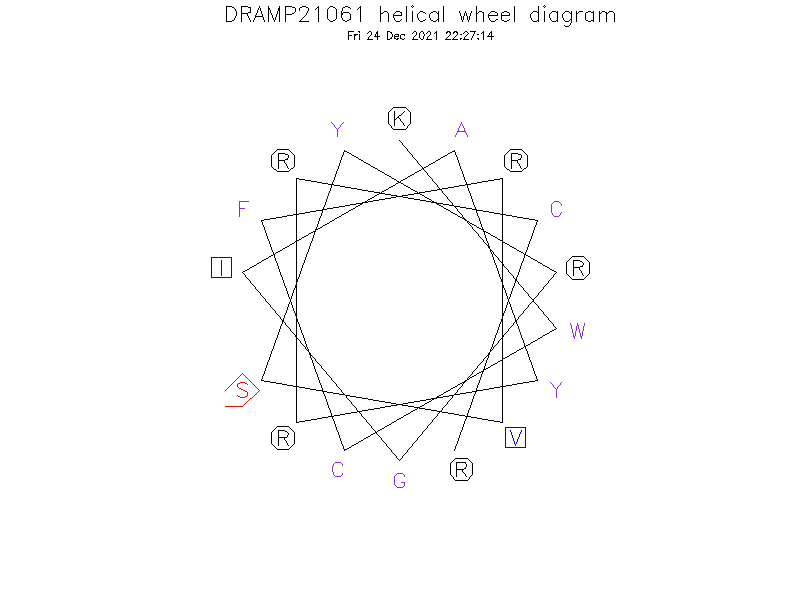 DRAMP21061 helical wheel diagram
Fri 24 Dec 2021 22:27:14
K
Y A
R R
F C
I R
W
S Y
R V
C R
G